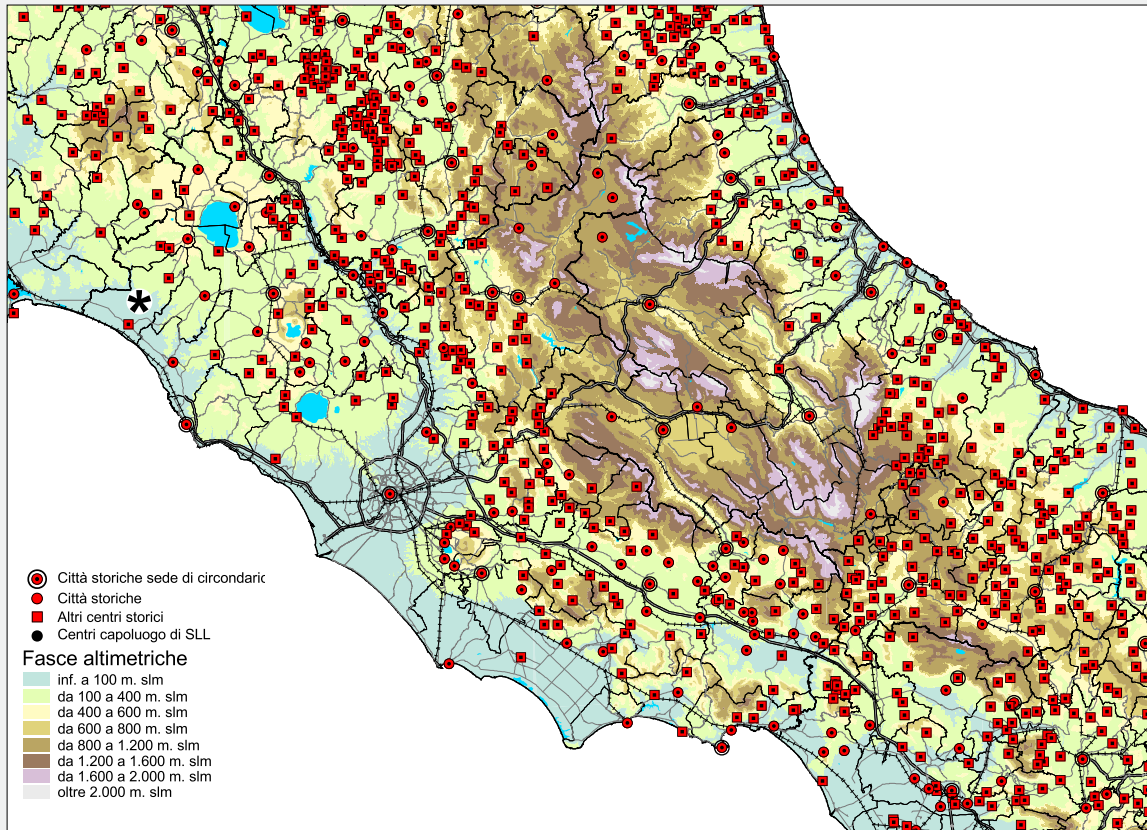 *
Città storiche sede di circondaric
Città storiche
Altri centri storici
Centri capoluogo di SLL
Fasce altimetriche
inf. a 100 m. slm
da 100 a 400 m. slm
da 400 a 600 m. slm
da 600 a 800 m. slm
da 800 a 1.200 m. slm
da 1.200 a 1.600 m. slm
da 1.600 a 2.000 m. slm
oltre 2.000 m. slm